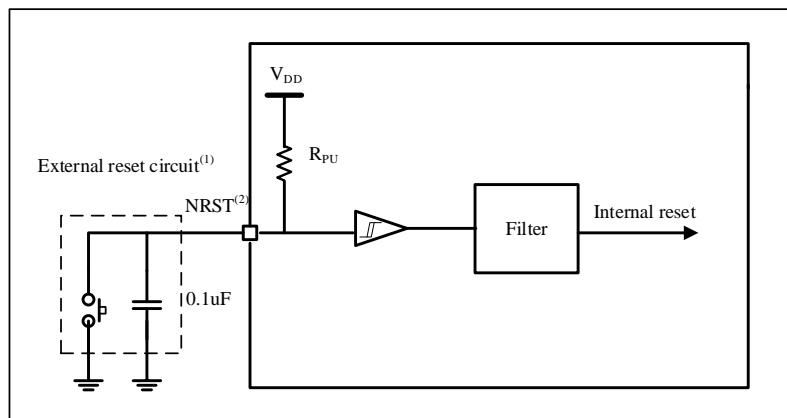 V_DD
R_PU
External reset circuit^(1)
NRST^(2)
Filter
Internal reset
0.1uF